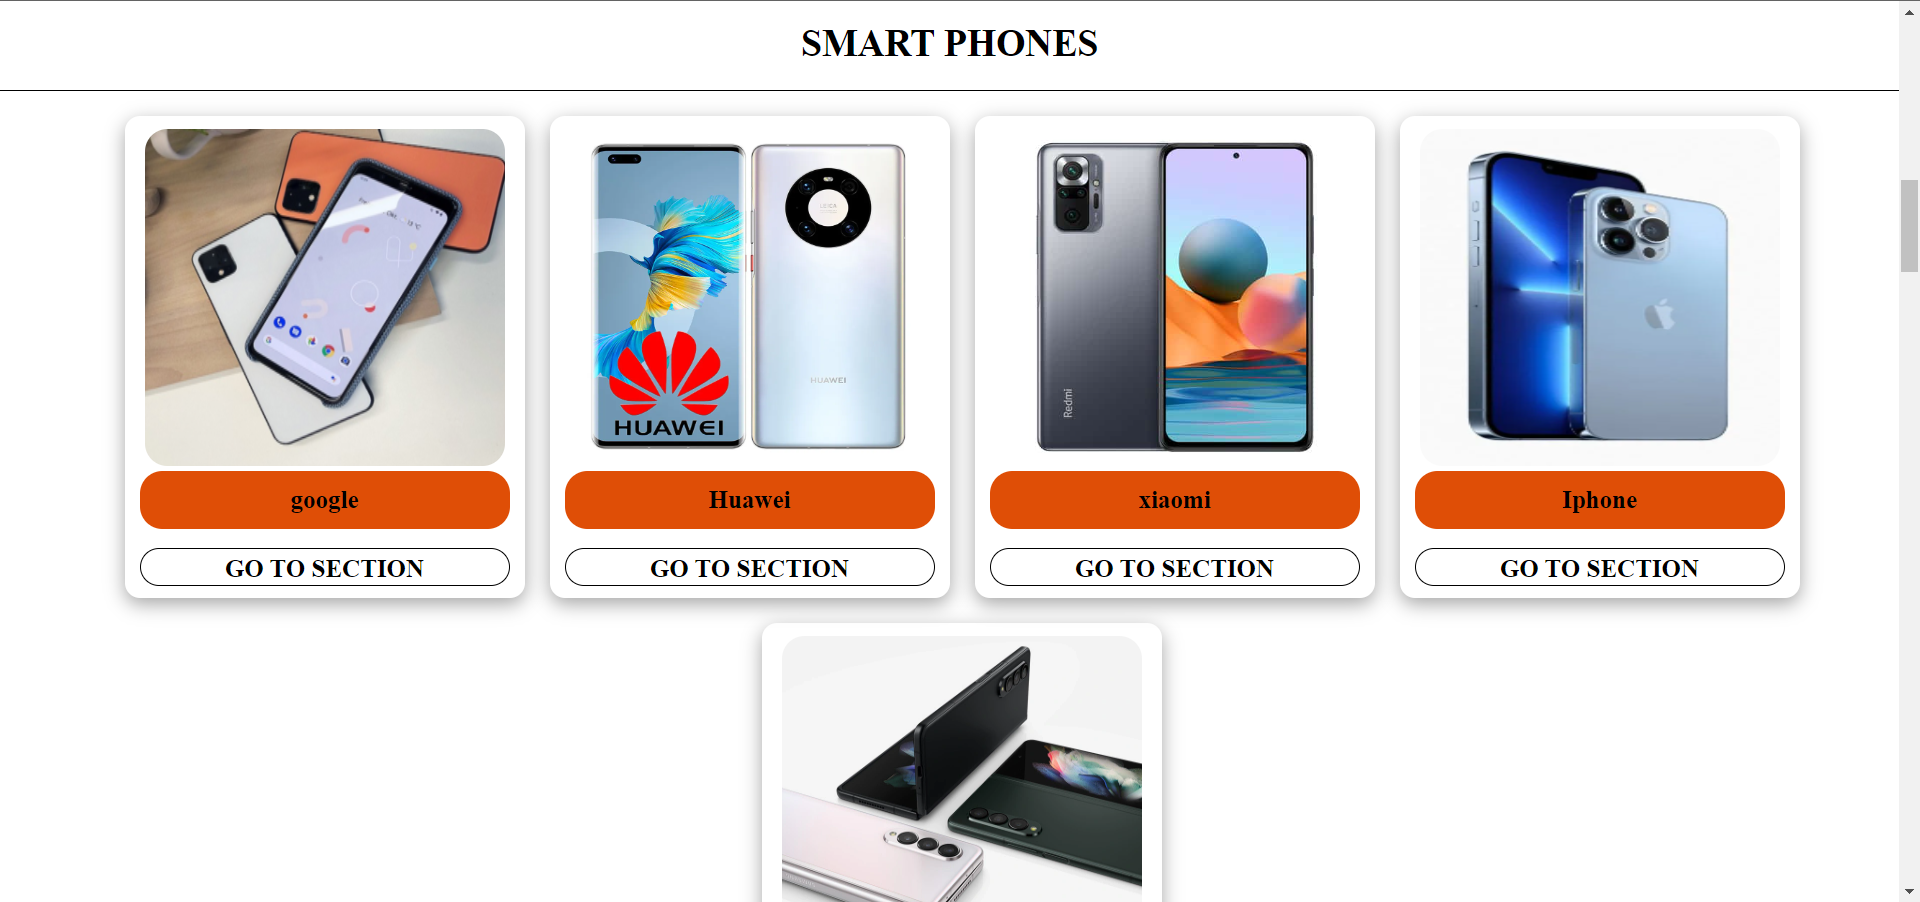 SMART PHONES
HUAWEI
LEICA
HUAWEI
Redmi
google
Huawei
xiaomi
Iphone
GO TO SECTION
GO TO SECTION
GO TO SECTION
GO TO SECTION